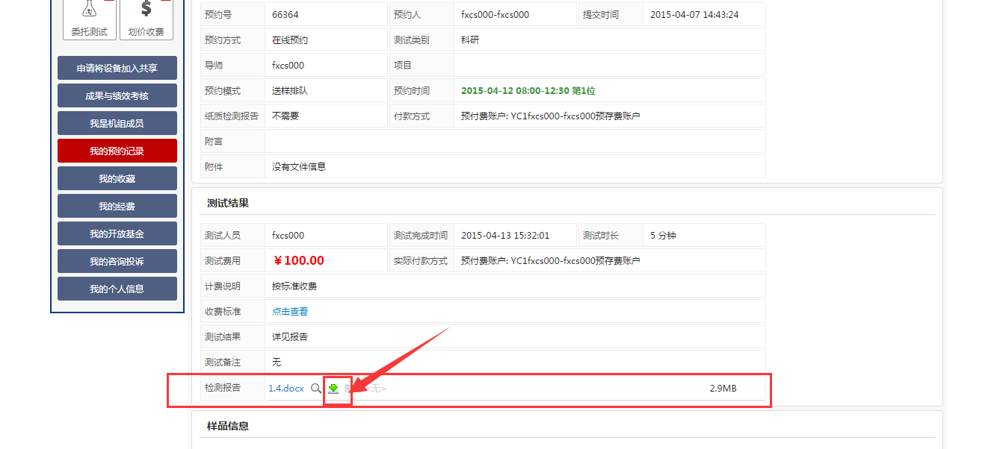 委托测试
划价收费
申请将设备加入共享
成果与绩效考核
我是机组成员
我的预约记录
我的收藏
我的经费
我的开放基金
我的咨询投诉
我的个人信息
预约号 66364 预约人 fxcs000-fxcs000 提交时间 2015-04-07 14:43:24
预约方式 在线预约 测试类别 科研
导师 fxcs000 项目
预约模式 送样排队 预约时间 2015-04-12 08:00-12:30 第1位
纸质检测报告 不需要 付款方式 预付费账户: YC1fxcs000-fxcs000预存费账户
附言
附件 没有文件信息
测试结果
测试人员 fxcs000 测试完成时间 2015-04-13 15:32:01 测试时长 5 分钟
测试费用 ￥100.00 实际付款方式 预付费账户: YC1fxcs000-fxcs000预存费账户
计费说明 按标准收费
收费标准 点击查看
测试结果 详见报告
测试备注 无
检测报告 1.4.docx <无> 2.9MB
样品信息